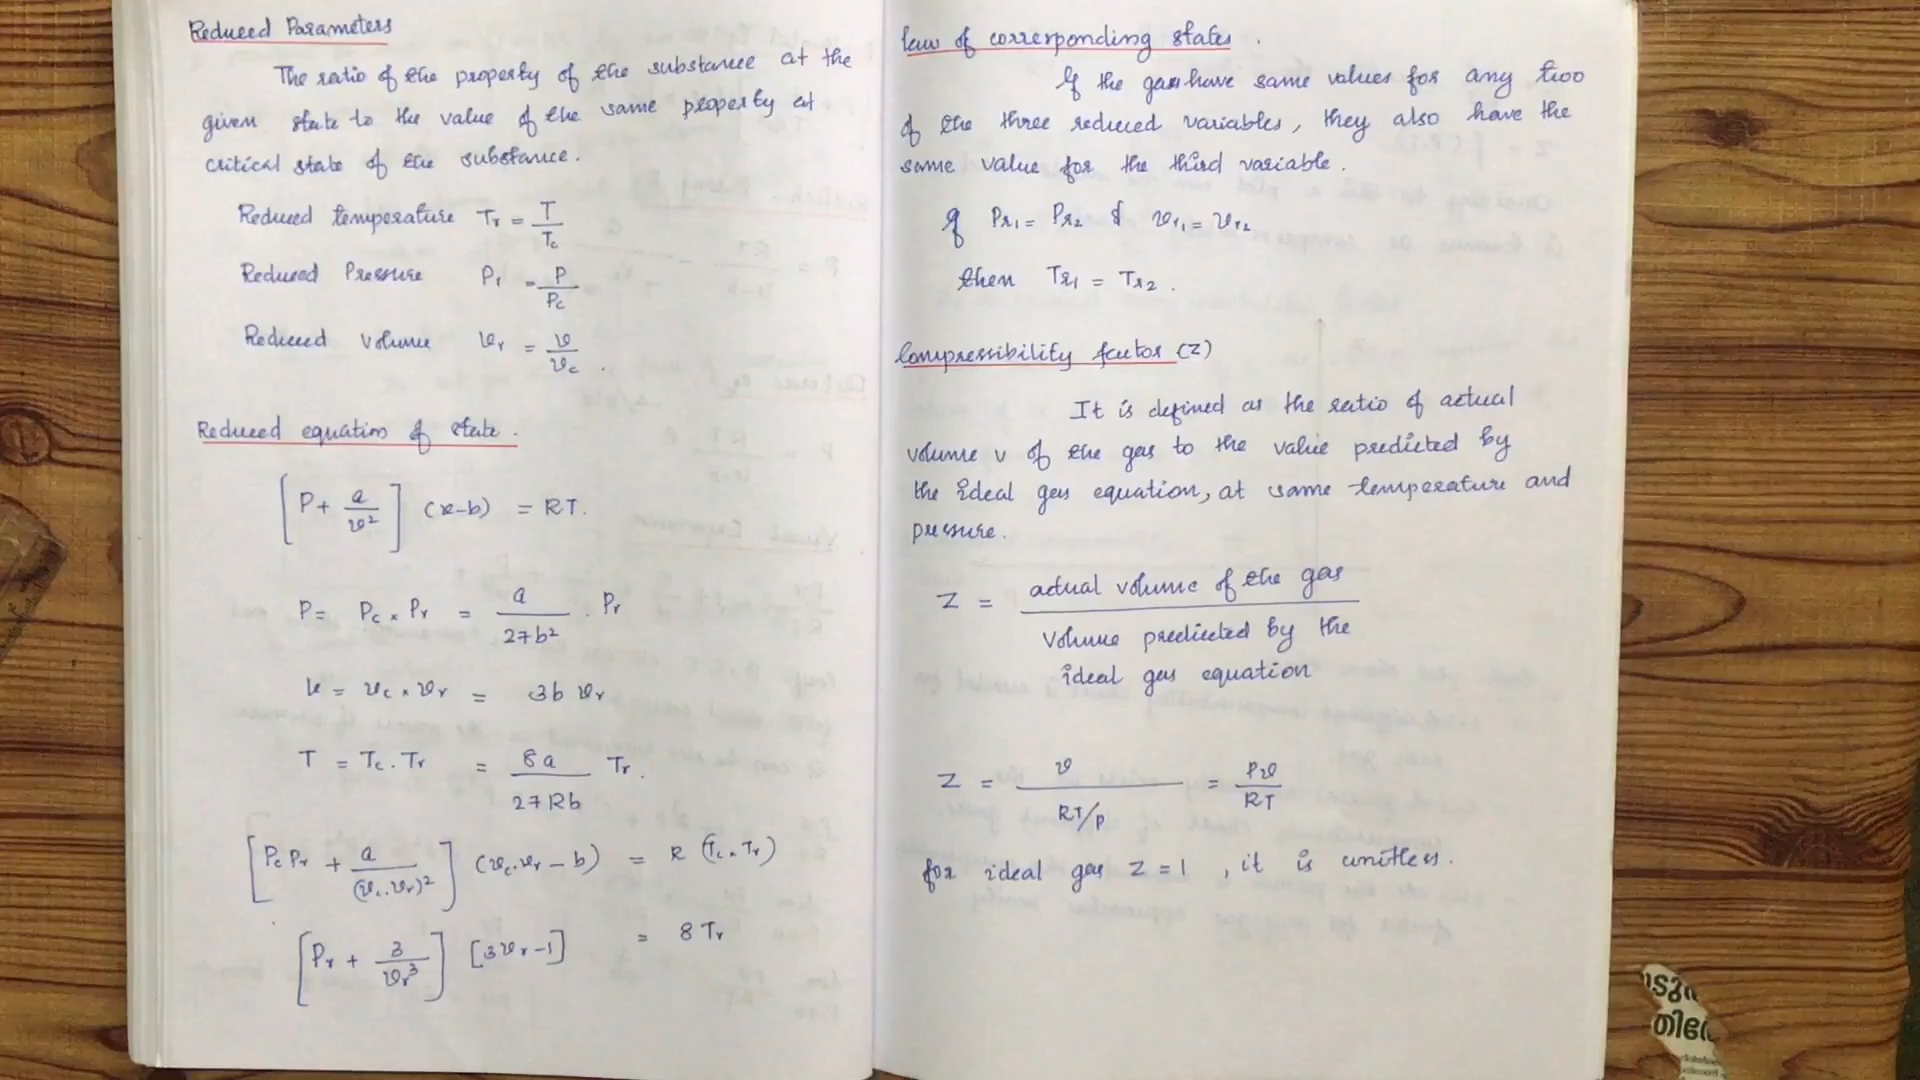 Reduced Parameters
The ratio of the property of the substance at the
given state to the value of the same property at
critical state of the substance.
Reduced temperature Tr = T/Tc
Reduced Pressure Pr = P/Pc
Reduced volume vr = v/vc .
Reduced equation of state .
[P + a/v²] (v-b) = RT.
P = Pc × Pr = a/27b² . Pr
v = vc × vr = 3b vr
T = Tc . Tr = 8a/27Rb Tr.
[Pc Pr + a/(vc.vr)²] (vc.vr - b) = R (Tc × Tr)
[Pr + 3/vr³] [3vr - 1] = 8 Tr
law of corresponding states .
If the gas have same values for any two
of the three reduced variables, they also have the
same value for the third variable.
If Pr1 = Pr2 & vr1 = vr2
then Tr1 = Tr2 .
Compressibility factor (Z)
It is defined as the ratio of actual
volume v of the gas to the value predicted by
the ideal gas equation, at same temperature and
pressure.
Z = actual volume of the gas
Volume predicted by the
ideal gas equation
Z = v/RT/P = Pv/RT
for ideal gas Z = 1 , it is unitless.